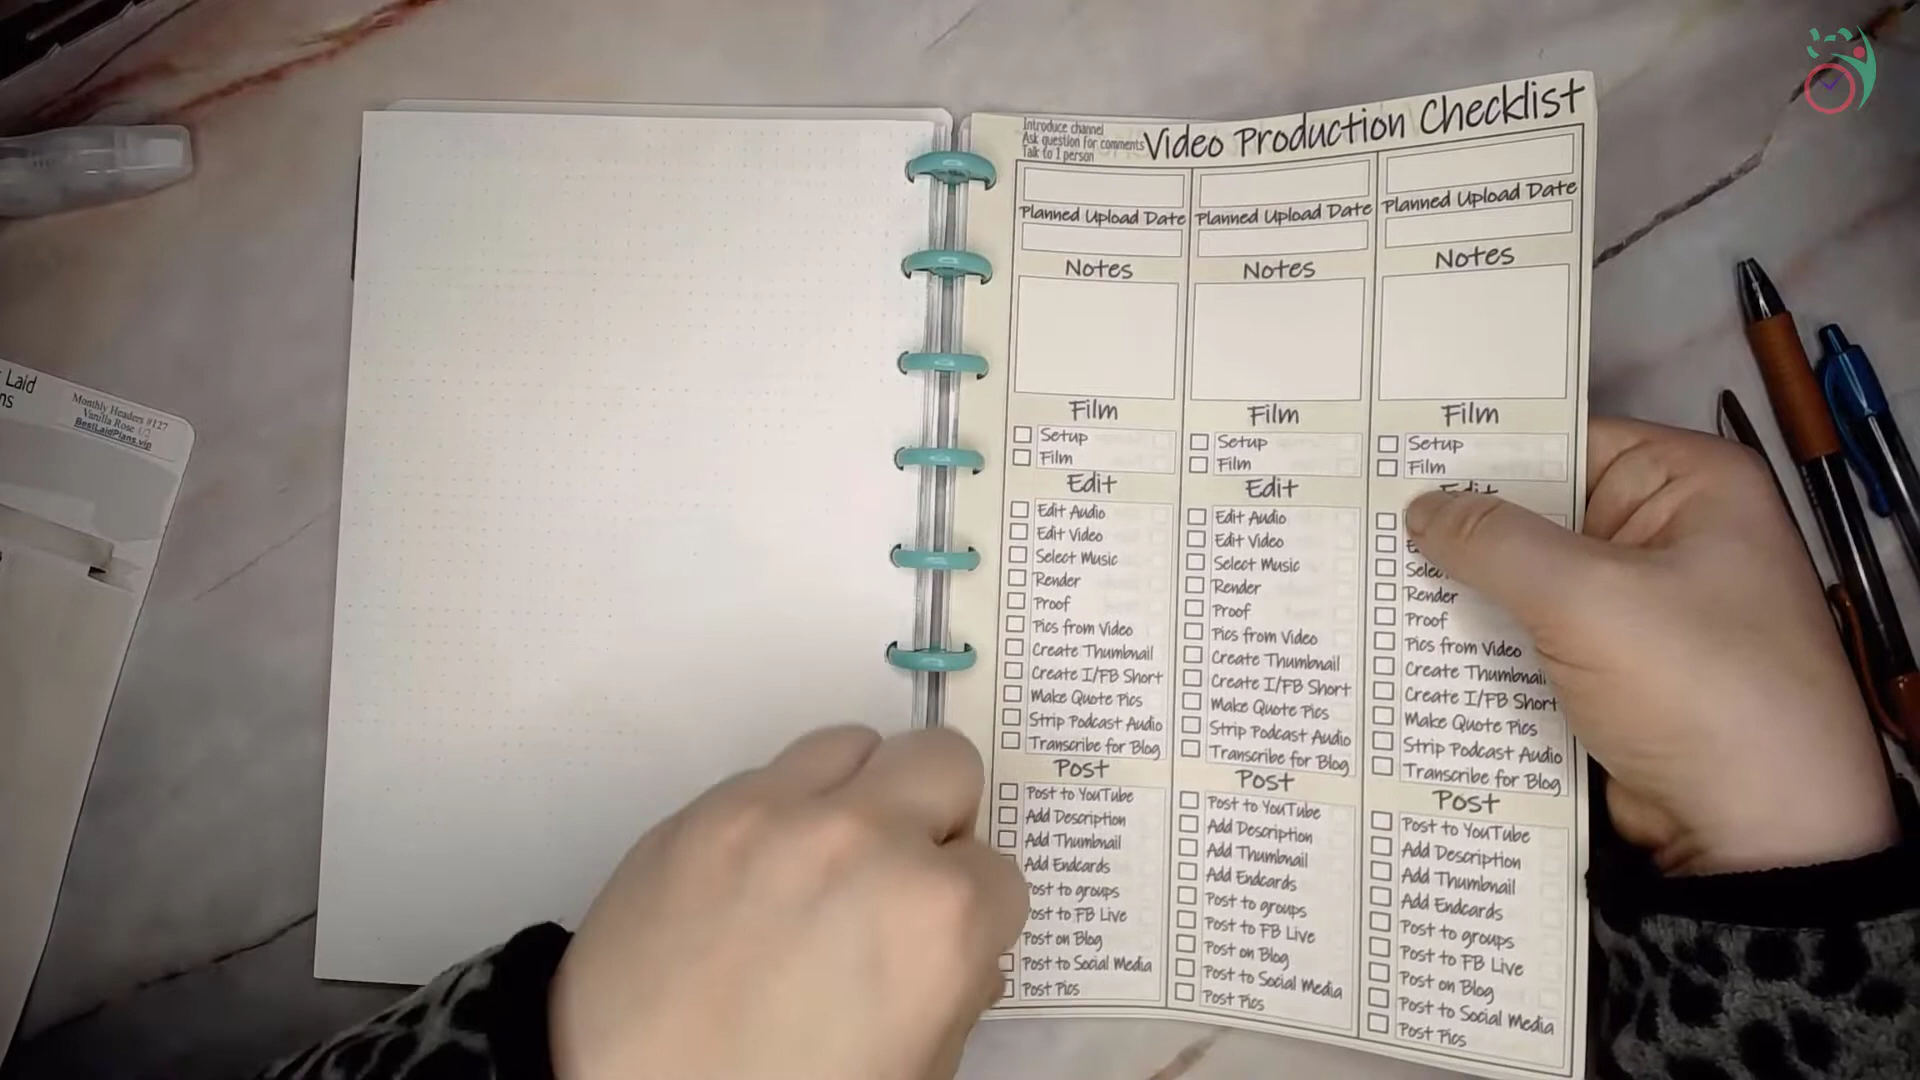 Laid
ns
Monthly Headers #127
Vanilla Rose 1/2
BestLaidPlans.vip
Introduce channel
Ask question for comments
Talk to 1 person
Video Production Checklist
Planned Upload Date
Notes
Film
Setup
Film
Edit
Edit Audio
Edit Video
Select Music
Render
Proof
Pics from Video
Create Thumbnail
Create I/FB Short
Make Quote Pics
Strip Podcast Audio
Transcribe for Blog
Post
Post to YouTube
Add Description
Add Thumbnail
Add Endcards
Post to groups
Post to FB Live
Post on Blog
Post to Social Media
Post Pics
Planned Upload Date
Notes
Film
Setup
Film
Edit
Edit Audio
Edit Video
Select Music
Render
Proof
Pics from Video
Create Thumbnail
Create I/FB Short
Make Quote Pics
Strip Podcast Audio
Transcribe for Blog
Post
Post to YouTube
Add Description
Add Thumbnail
Add Endcards
Post to groups
Post to FB Live
Post on Blog
Post to Social Media
Post Pics
Planned Upload Date
Notes
Film
Setup
Film
Edit
Render
Proof
Pics from Video
Create Thumbnail
Create I/FB Short
Make Quote Pics
Strip Podcast Audio
Transcribe for Blog
Post
Post to YouTube
Add Description
Add Thumbnail
Add Endcards
Post to groups
Post to FB Live
Post on Blog
Post to Social Media
Post Pics